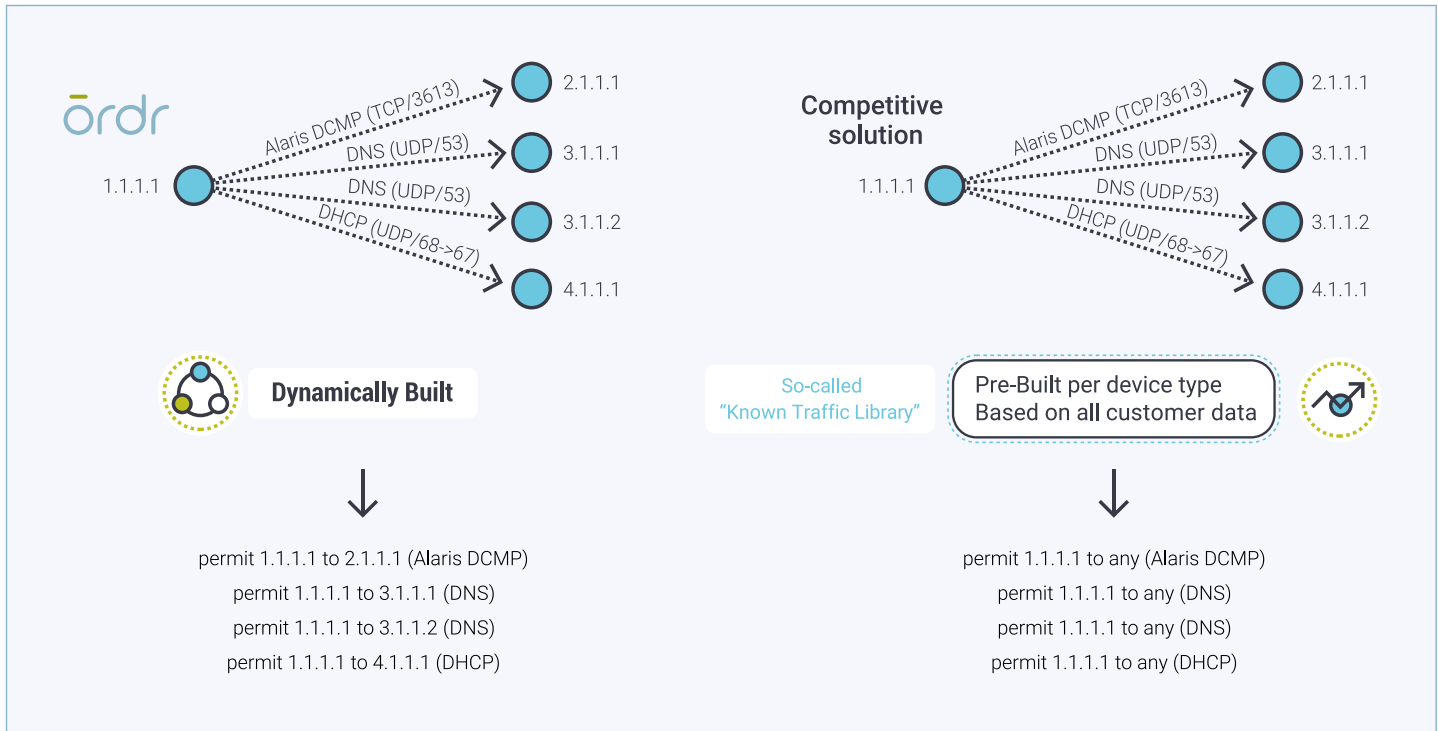 ōrdr
1.1.1.1
Alaris DCMP (TCP/3613)
DNS (UDP/53)
DNS (UDP/53)
DHCP (UDP/68->67)
2.1.1.1
3.1.1.1
3.1.1.2
4.1.1.1
Dynamically Built
permit 1.1.1.1 to 2.1.1.1 (Alaris DCMP)
permit 1.1.1.1 to 3.1.1.1 (DNS)
permit 1.1.1.1 to 3.1.1.2 (DNS)
permit 1.1.1.1 to 4.1.1.1 (DHCP)
Competitive
solution
1.1.1.1
Alaris DCMP (TCP/3613)
DNS (UDP/53)
DNS (UDP/53)
DHCP (UDP/68->67)
2.1.1.1
3.1.1.1
3.1.1.2
4.1.1.1
So-called
“Known Traffic Library”
Pre-Built per device type
Based on all customer data
permit 1.1.1.1 to any (Alaris DCMP)
permit 1.1.1.1 to any (DNS)
permit 1.1.1.1 to any (DNS)
permit 1.1.1.1 to any (DHCP)